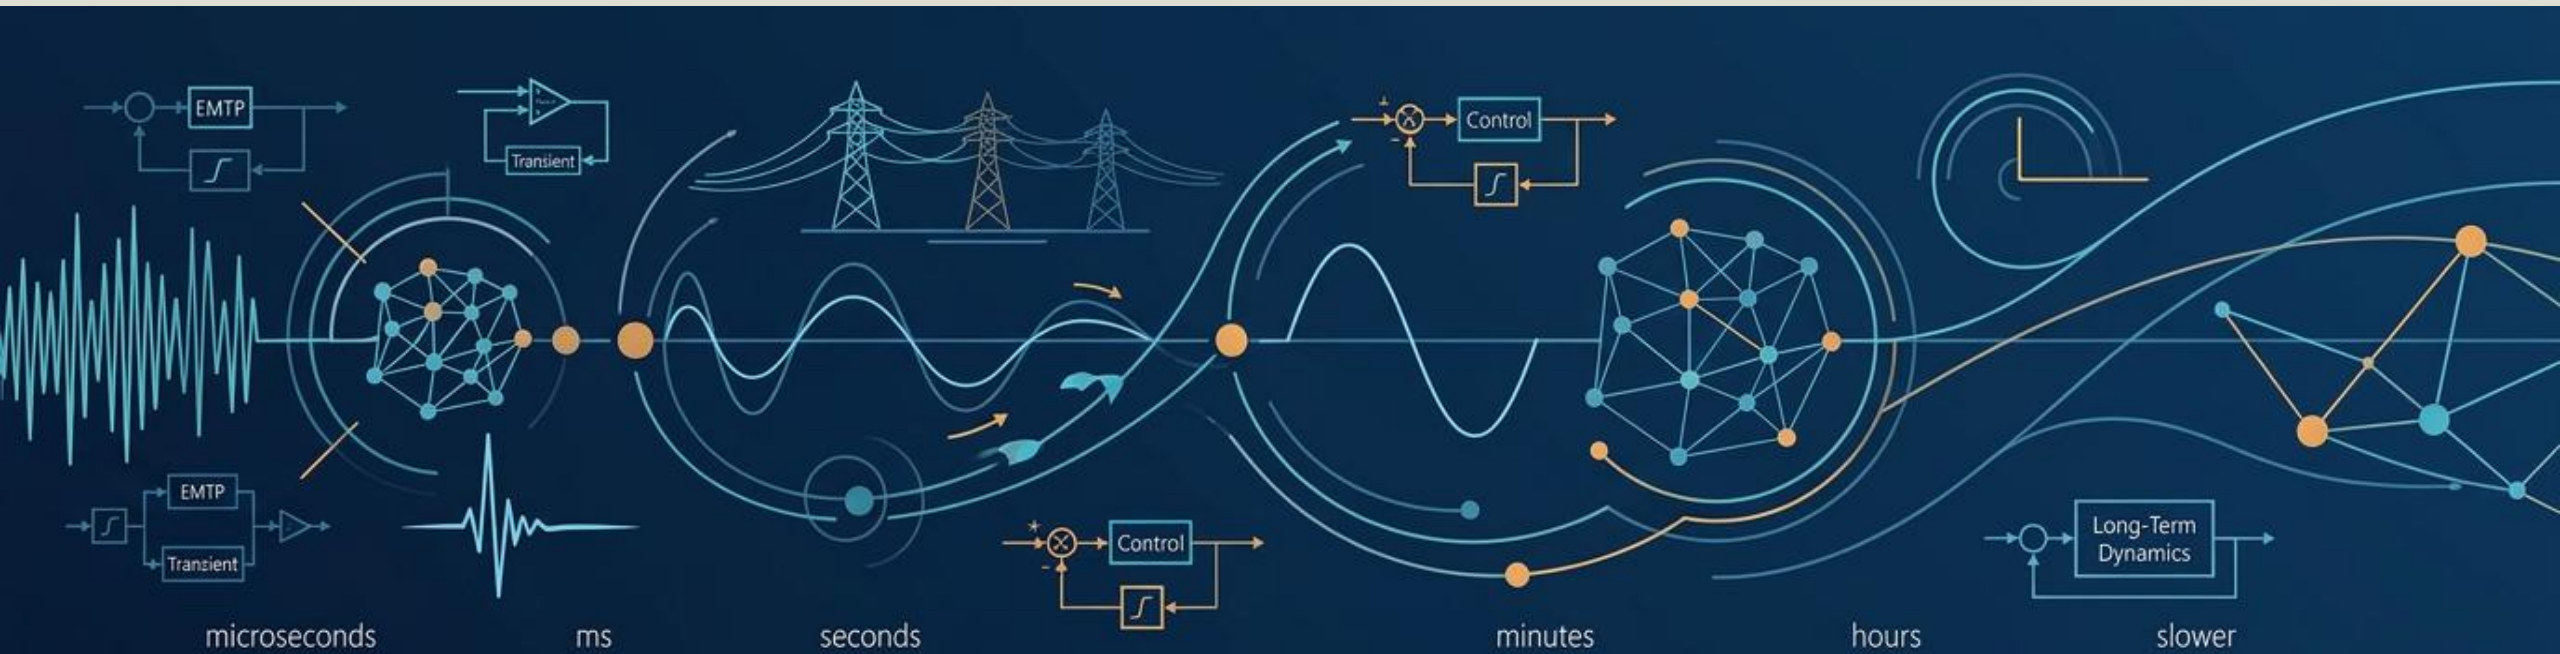 EMTP
Transient
Control
EMTP
Transient
Control
Long-Term
Dynamics
microseconds
ms
seconds
minutes
hours
slower